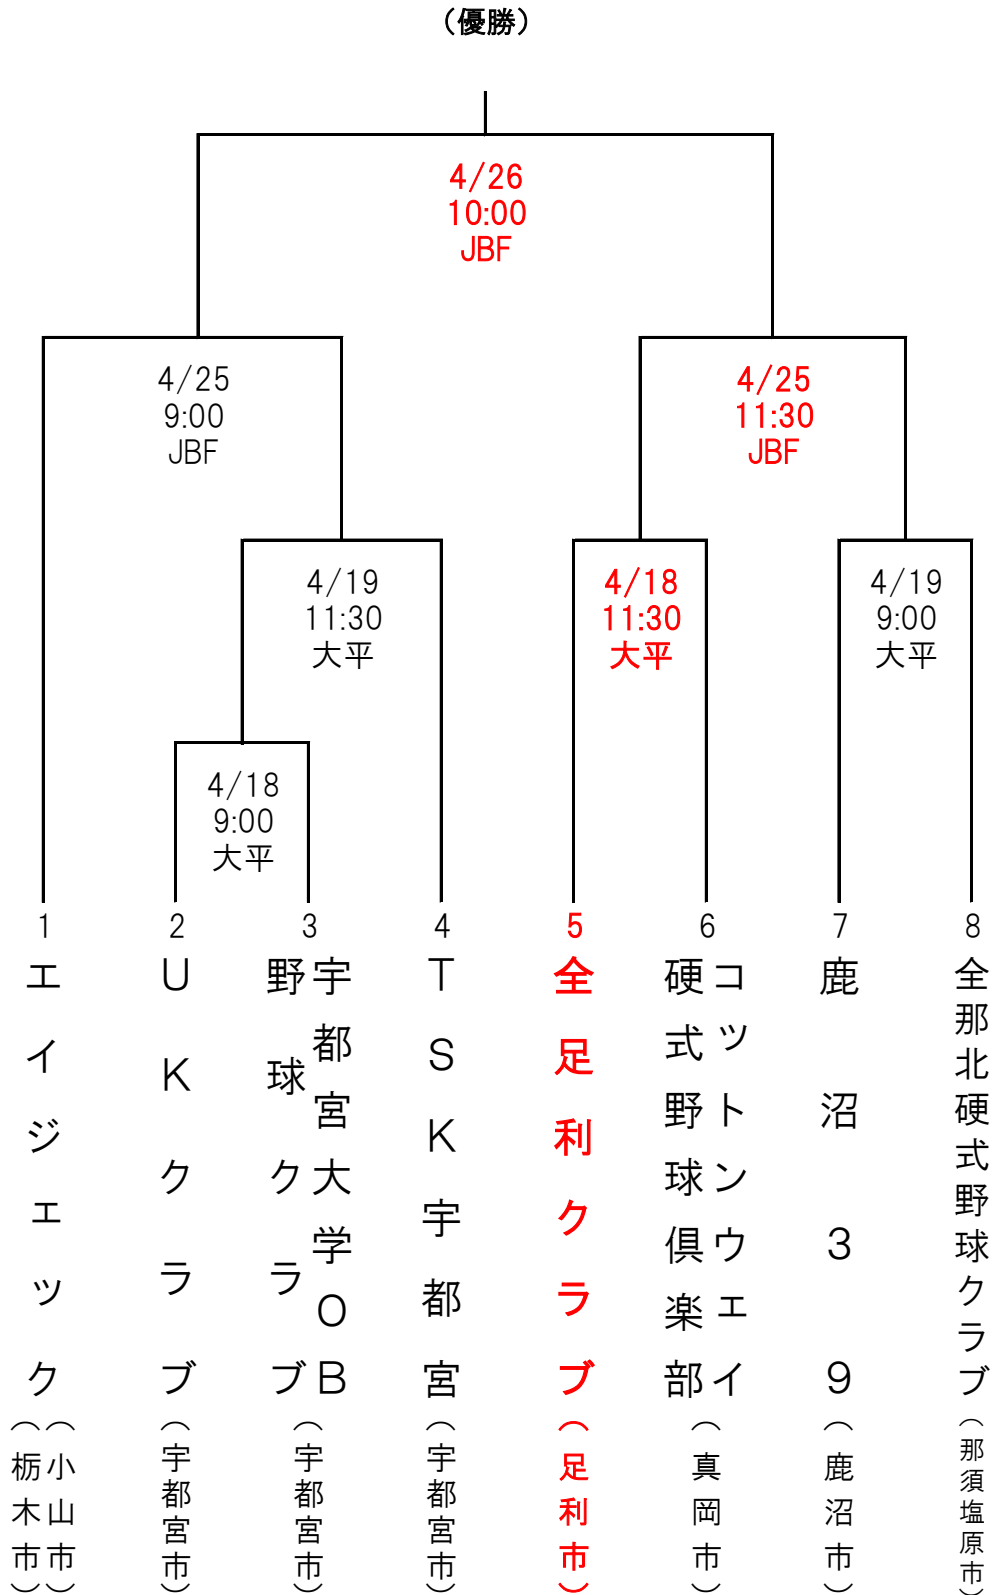 （優勝）
4/26
10:00
JBF
4/25
9:00
JBF
4/25
11:30
JBF
4/19
11:30
大平
4/18
11:30
大平
4/19
9:00
大平
4/18
9:00
大平
1
2
3
4
5
6
7
8
エイジェック
（小山市）
（栃木市）
UKクラブ
（宇都宮市）
宇都宮大学OB
野球クラブ
（宇都宮市）
TSK宇都宮
（宇都宮市）
全足利クラブ
（足利市）
コットンウェイ
硬式野球倶楽部
（真岡市）
鹿沼39
（鹿沼市）
全那北硬式野球クラブ
（那須塩原市）